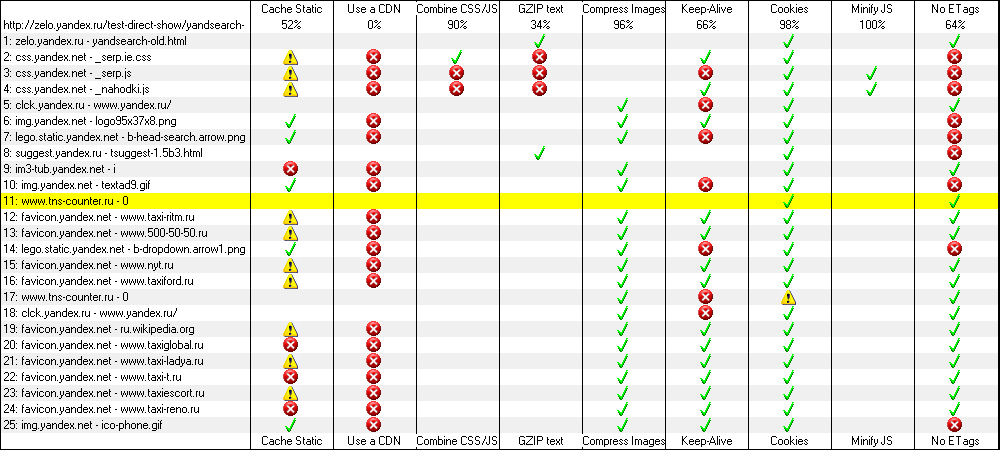 Cache Static Use a CDN Combine CSS/JS GZIP text Compress Images Keep-Alive Cookies Minify JS No ETags
http://zelo.yandex.ru/test-direct-show/yandsearch- 52% 0% 90% 34% 96% 66% 98% 100% 64%
1: zelo.yandex.ru - yandsearch-old.html
2: css.yandex.net - _serp.ie.css
3: css.yandex.net - _serp.js
4: css.yandex.net - _nahodki.js
5: clck.yandex.ru - www.yandex.ru/
6: img.yandex.net - logo95x37x8.png
7: lego.static.yandex.net - b-head-search.arrow.png
8: suggest.yandex.ru - tsuggest-1.5b3.html
9: im3-tub.yandex.net - i
10: img.yandex.net - textad9.gif
11: www.tns-counter.ru - 0
12: favicon.yandex.net - www.taxi-ritm.ru
13: favicon.yandex.net - www.500-50-50.ru
14: lego.static.yandex.net - b-dropdown.arrow1.png
15: favicon.yandex.net - www.nyt.ru
16: favicon.yandex.net - www.taxiford.ru
17: www.tns-counter.ru - 0
18: clck.yandex.ru - www.yandex.ru/
19: favicon.yandex.net - ru.wikipedia.org
20: favicon.yandex.net - www.taxiglobal.ru
21: favicon.yandex.net - www.taxi-ladya.ru
22: favicon.yandex.net - www.taxi-t.ru
23: favicon.yandex.net - www.taxiescort.ru
24: favicon.yandex.net - www.taxi-reno.ru
25: img.yandex.net - ico-phone.gif
Cache Static Use a CDN Combine CSS/JS GZIP text Compress Images Keep-Alive Cookies Minify JS No ETags